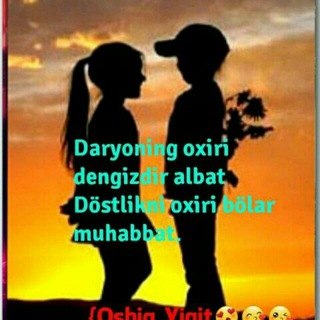 Daryoning oxiri
dengizdir albat
Döstlikni oxiri bölar
muhabbat.
{Oshiq_Yigit😍😊😢